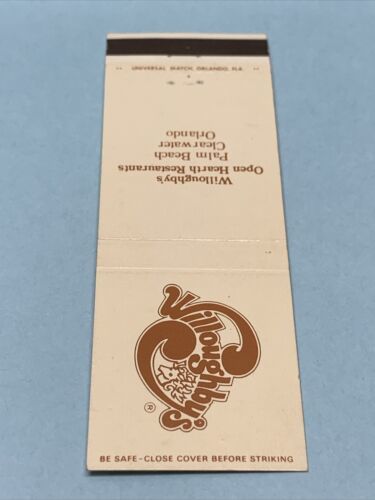 UNIVERSAL MATCH, ORLANDO, FLA.
Willoughby's
Open Hearth Restaurants
Palm Beach
Clearwater
Orlando
Willoughby's
®
BE SAFE - CLOSE COVER BEFORE STRIKING